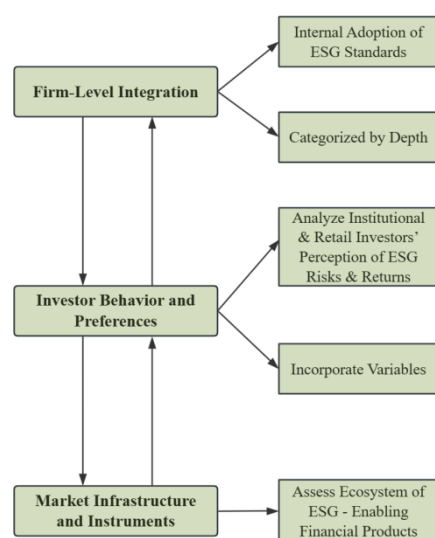 Internal Adoption of
ESG Standards
Firm-Level Integration
Categorized by Depth
Analyze Institutional
& Retail Investors'
Perception of ESG
Risks & Returns
Investor Behavior and
Preferences
Incorporate Variables
Market Infrastructure
and Instruments
Assess Ecosystem of
ESG - Enabling
Financial Products